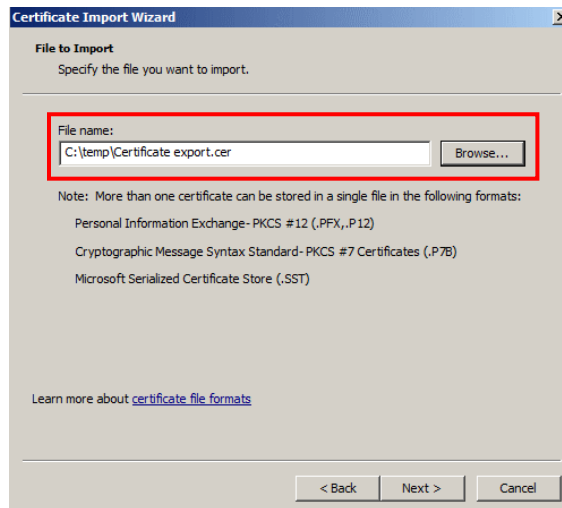 Certificate Import Wizard
File to Import
Specify the file you want to import.
File name:
C:\temp\Certificate export.cer
Browse...
Note: More than one certificate can be stored in a single file in the following formats:
Personal Information Exchange- PKCS #12 (.PFX,.P12)
Cryptographic Message Syntax Standard- PKCS #7 Certificates (.P7B)
Microsoft Serialized Certificate Store (.SST)
Learn more about certificate file formats
< Back Next > Cancel